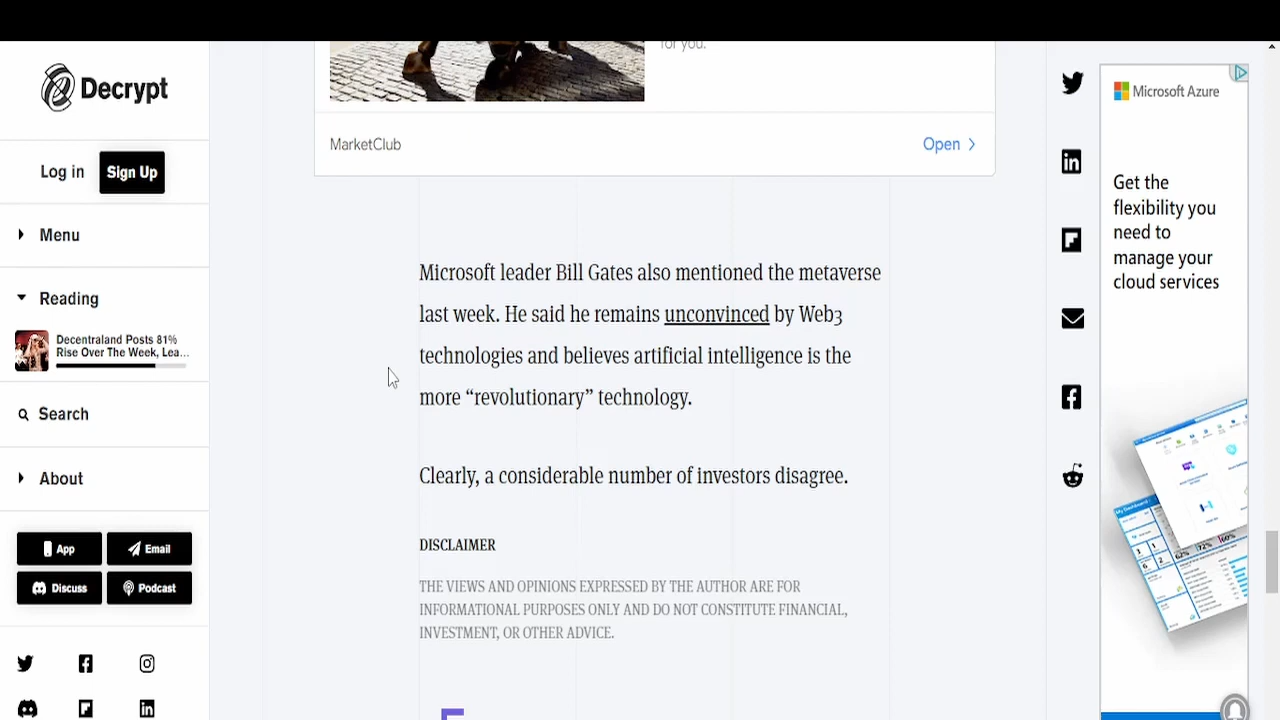 for you.
Decrypt
MarketClub
Open
Log in
Sign Up
Menu
Reading
Decentraland Posts 81%
Rise Over The Week, Lea...
Search
About
App
Email
Discuss
Podcast
Microsoft leader Bill Gates also mentioned the metaverse
last week. He said he remains unconvinced by Web3
technologies and believes artificial intelligence is the
more “revolutionary” technology.
Clearly, a considerable number of investors disagree.
DISCLAIMER
THE VIEWS AND OPINIONS EXPRESSED BY THE AUTHOR ARE FOR
INFORMATIONAL PURPOSES ONLY AND DO NOT CONSTITUTE FINANCIAL,
INVESTMENT, OR OTHER ADVICE.
Microsoft Azure
Get the
flexibility you
need to
manage your
cloud services